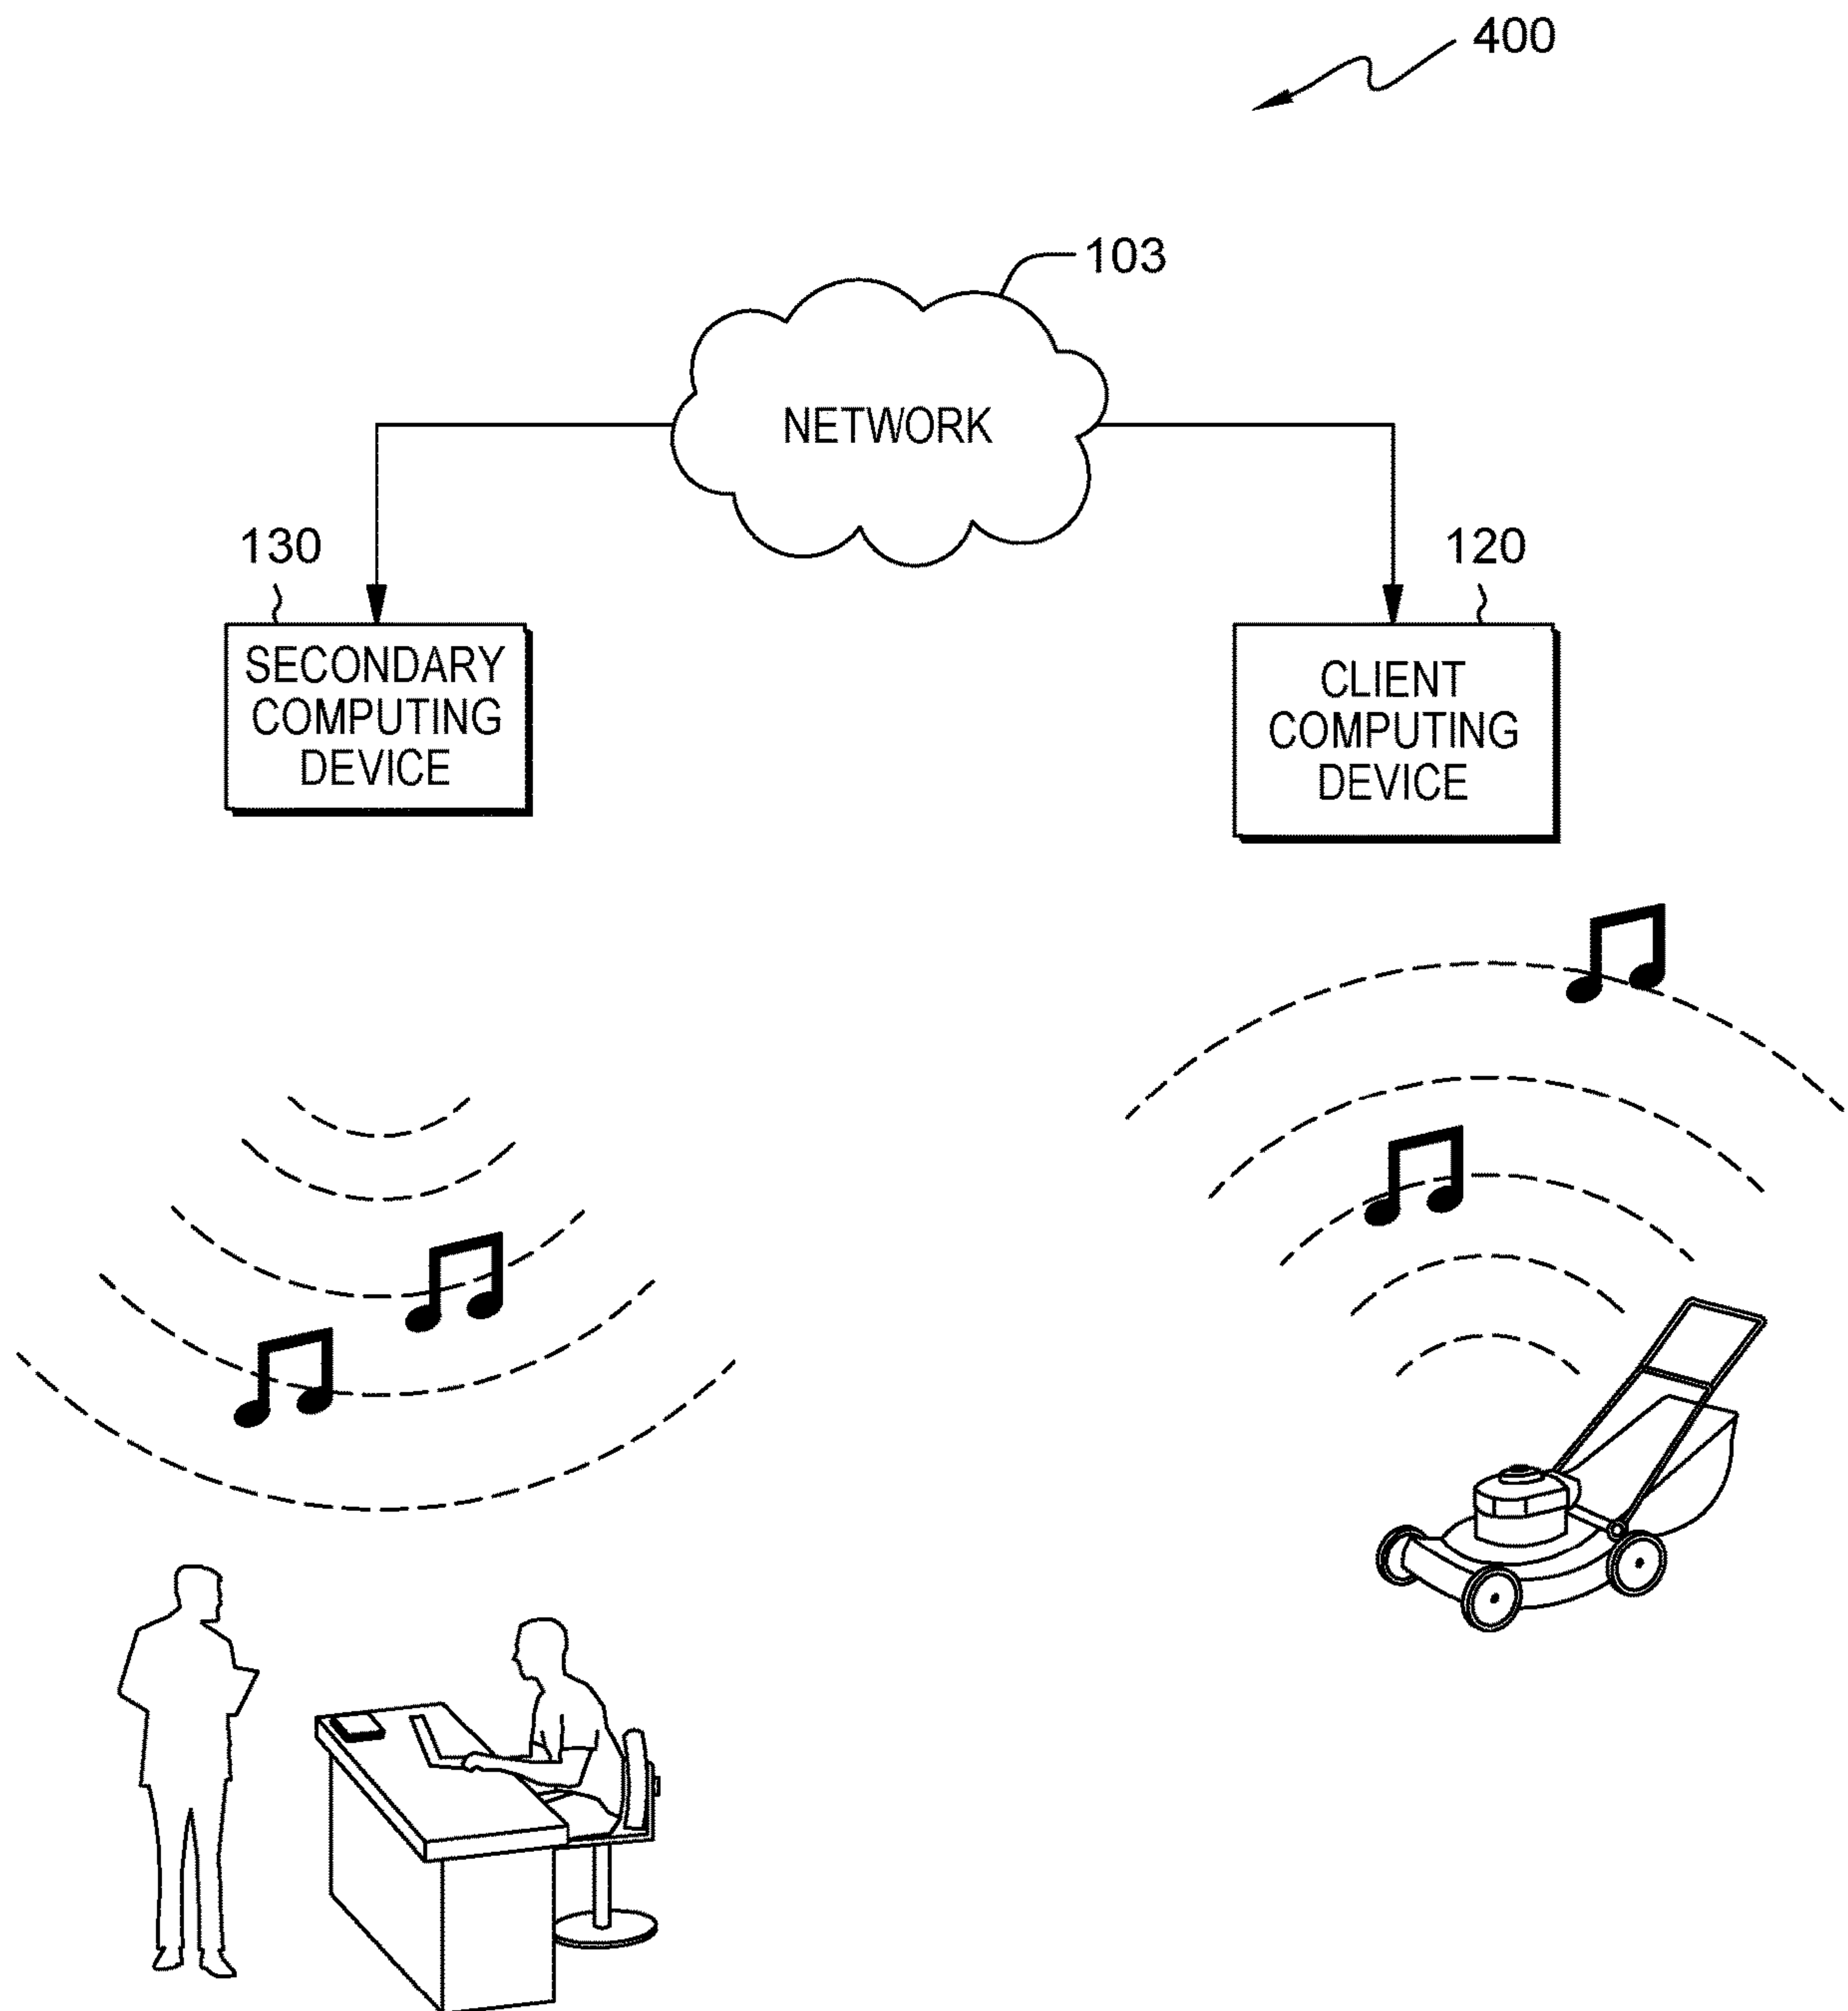 400
103
NETWORK
130
120
SECONDARY
COMPUTING
DEVICE
CLIENT
COMPUTING
DEVICE